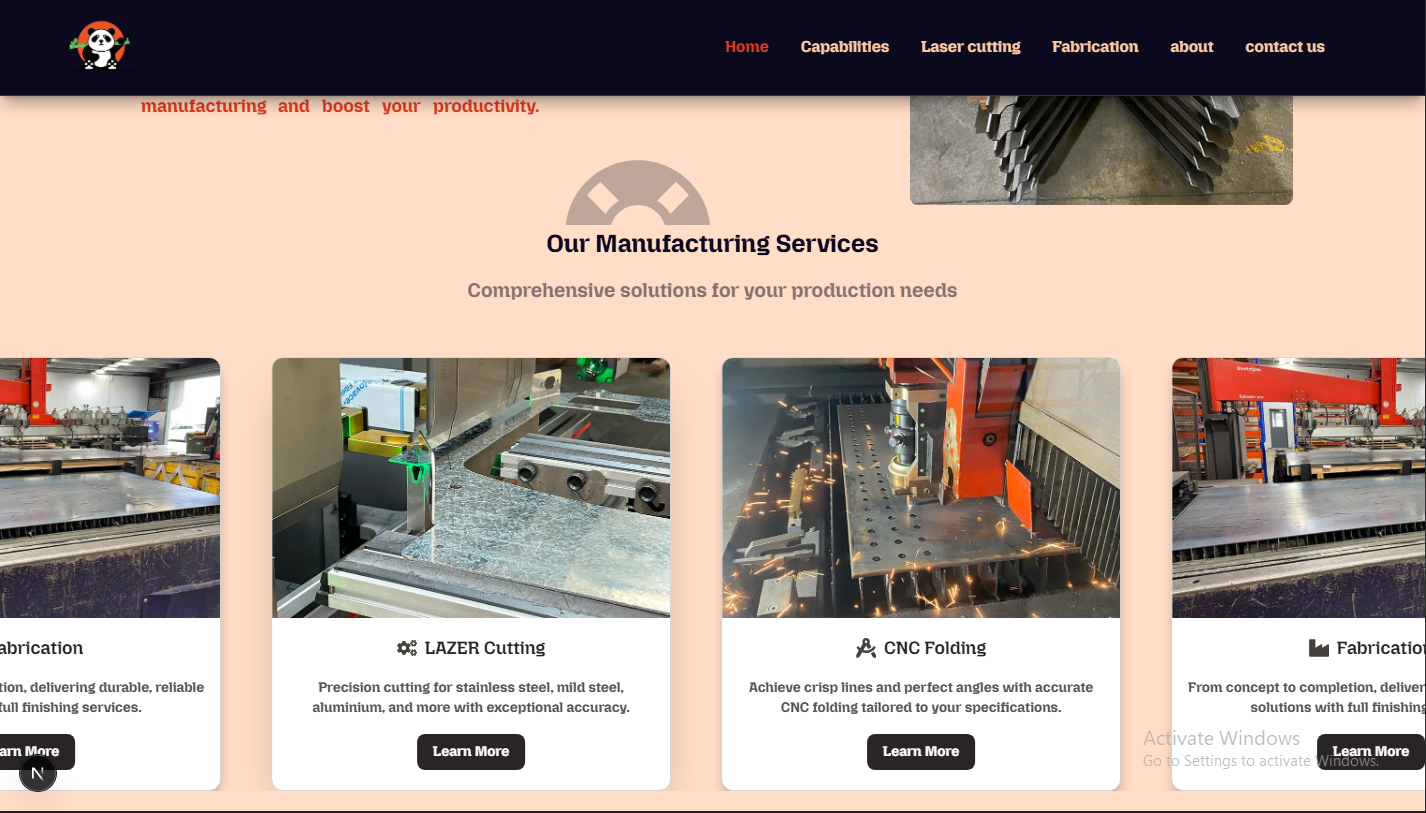 Home Capabilities Laser cutting Fabrication about contact us
manufacturing and boost your productivity.
Our Manufacturing Services
Comprehensive solutions for your production needs
abrication
tion, delivering durable, reliable
full finishing services.
arn More
LAZER Cutting
Precision cutting for stainless steel, mild steel,
aluminium, and more with exceptional accuracy.
Learn More
CNC Folding
Achieve crisp lines and perfect angles with accurate
CNC folding tailored to your specifications.
Learn More
Fabrication
From concept to completion, deliver
solutions with full finishing
Learn More
Activate Windows
Go to Settings to activate Windows.
N